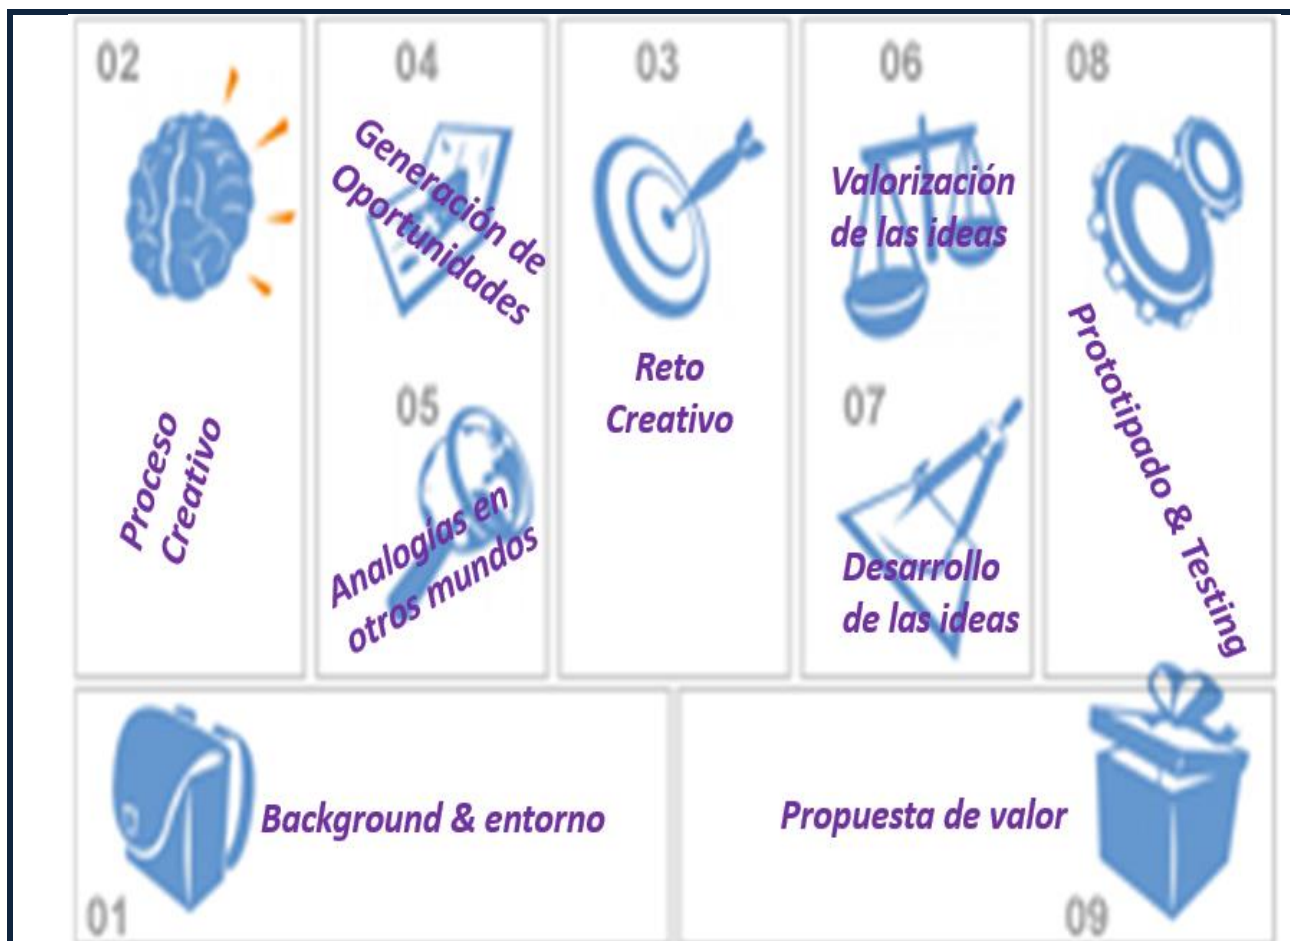 02
Proceso
Creativo
04
Generación de
Oportunidades
05
Analogías en
otros mundos
03
Reto
Creativo
06
Valorización
de las ideas
07
Desarrollo
de las ideas
08
Prototipado & Testing
Background & entorno
01
Propuesta de valor
09